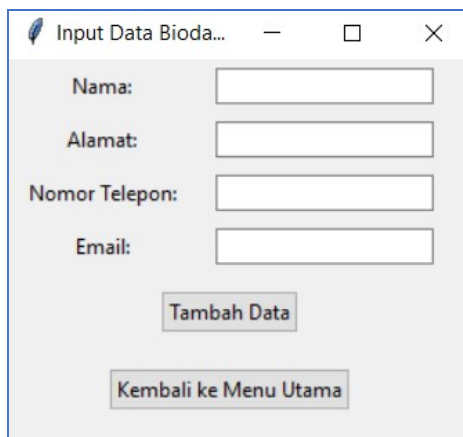 Input Data Bioda...
Nama:
Alamat:
Nomor Telepon:
Email:
Tambah Data
Kembali ke Menu Utama